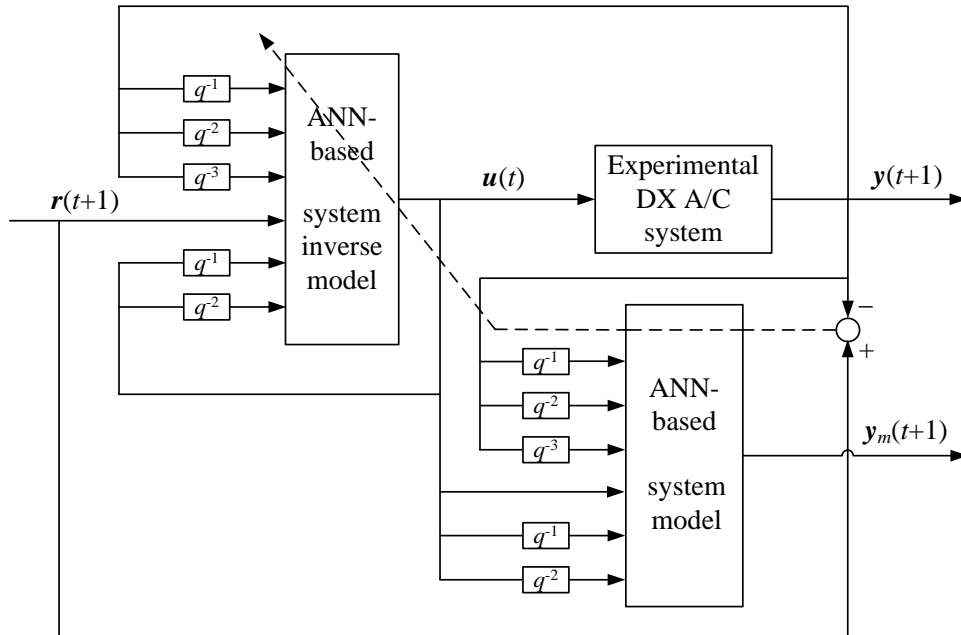 q-1
q-2
q-3
r(t+1)
q-1
q-2
ANN-
based
system
inverse
model
u(t)
Experimental
DX A/C
system
y(t+1)
−
+
q-1
q-2
q-3
q-1
q-2
ANN-
based
system
model
ym(t+1)